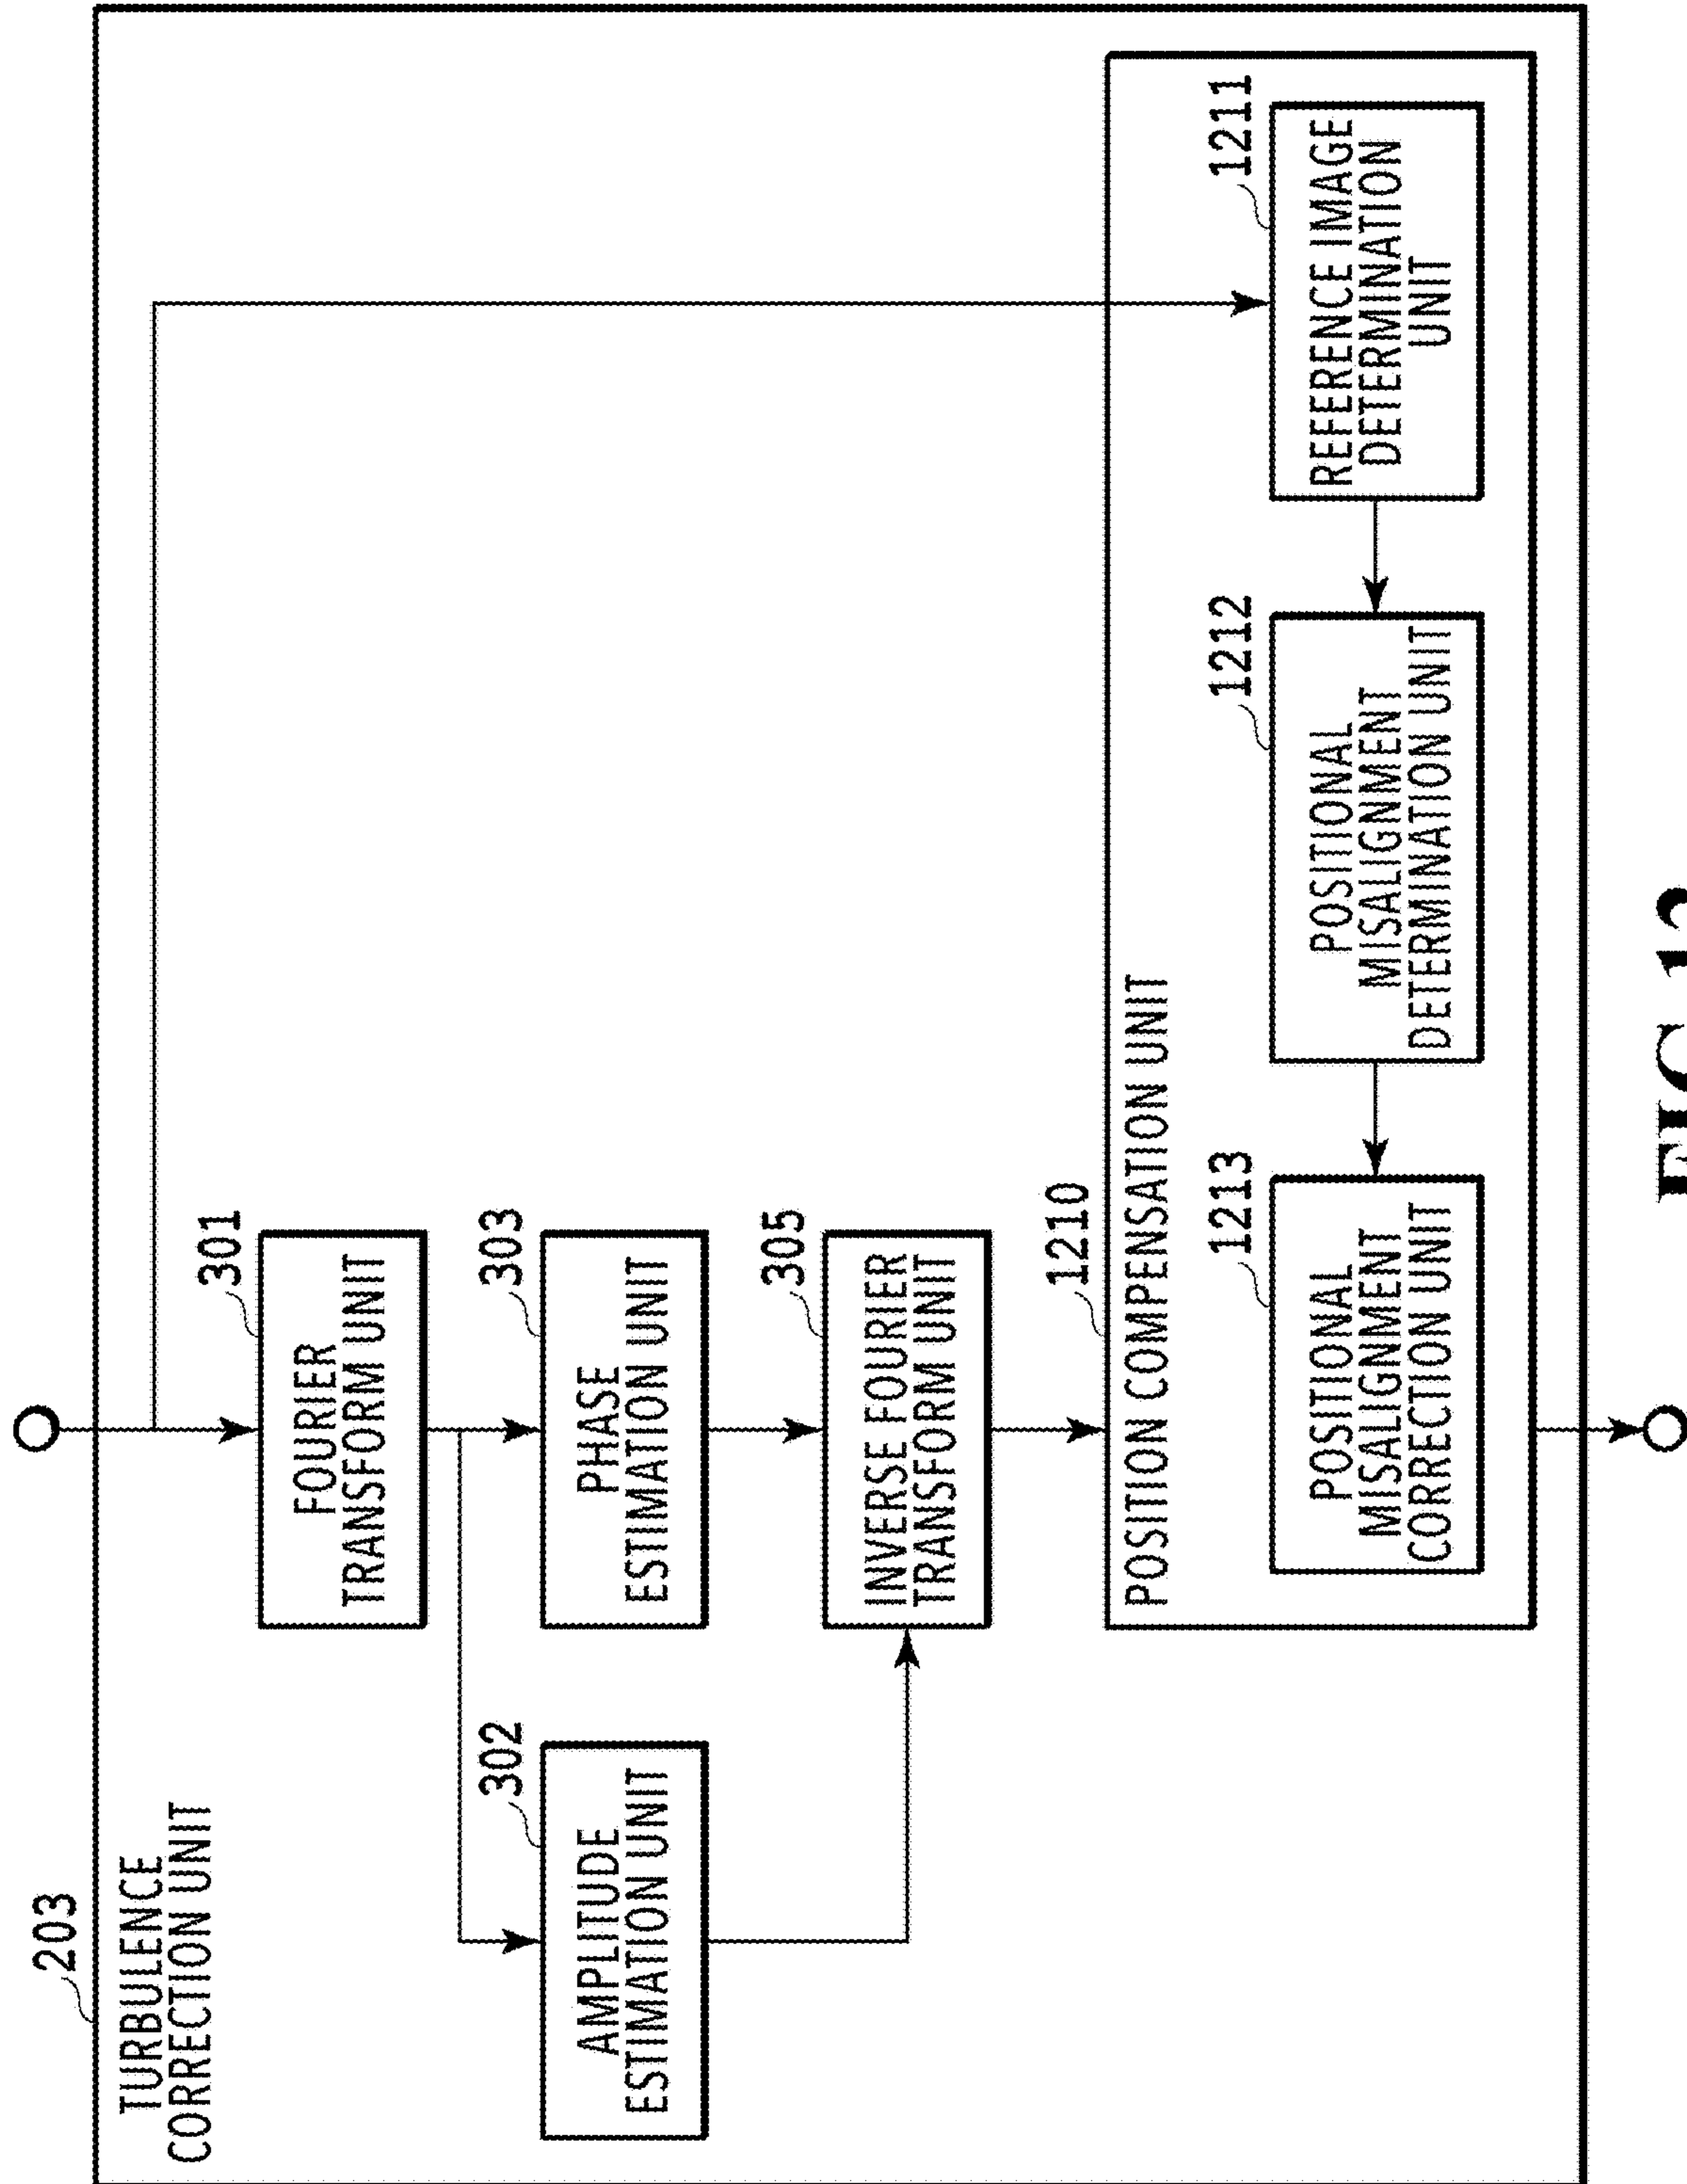 203
TURBULENCE
CORRECTION UNIT
301
FOURIER
TRANSFORM UNIT
302
AMPLITUDE
ESTIMATION UNIT
303
PHASE
ESTIMATION UNIT
305
INVERSE FOURIER
TRANSFORM UNIT
1210
POSITION COMPENSATION UNIT
1213
POSITIONAL
MISALIGNMENT
CORRECTION UNIT
1212
POSITIONAL
MISALIGNMENT
DETERMINATION UNIT
1211
REFERENCE IMAGE
DETERMINATION
UNIT